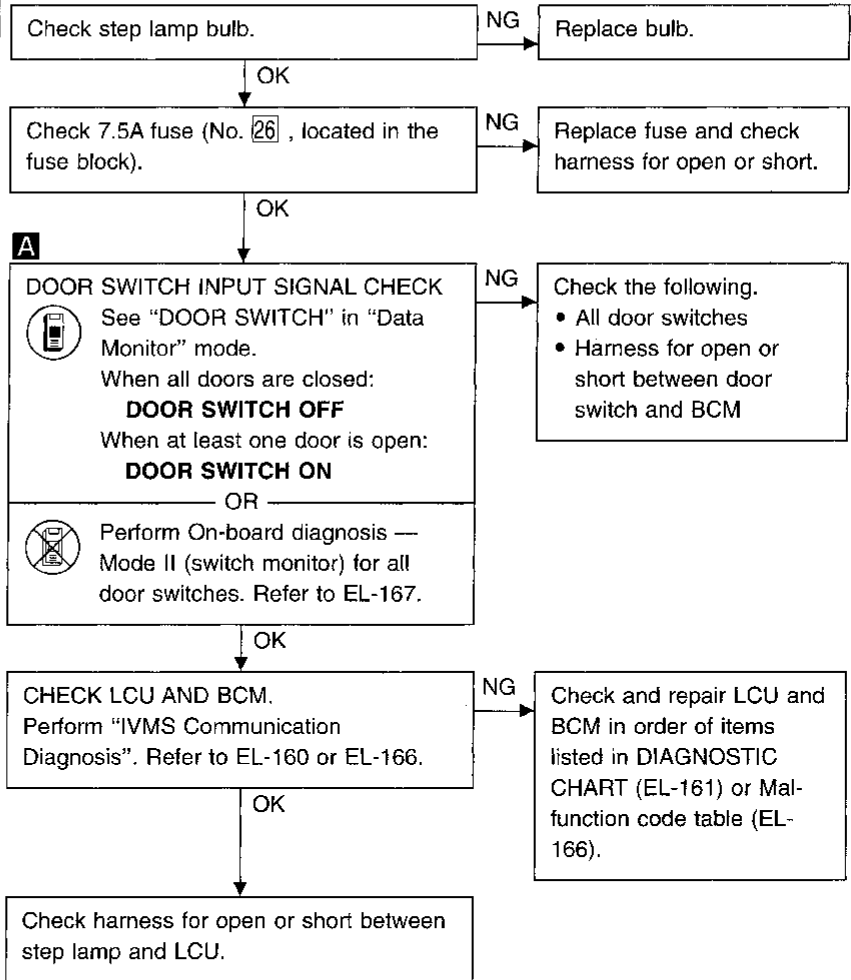 Check step lamp bulb.
NG
Replace bulb.
OK
Check 7.5A fuse (No. 26 , located in the
fuse block).
NG
Replace fuse and check
harness for open or short.
OK
A
DOOR SWITCH INPUT SIGNAL CHECK
See “DOOR SWITCH” in “Data
Monitor” mode.
When all doors are closed:
DOOR SWITCH OFF
When at least one door is open:
DOOR SWITCH ON
OR
Perform On-board diagnosis —
Mode II (switch monitor) for all
door switches. Refer to EL-167.
NG
Check the following.
• All door switches
• Harness for open or
short between door
switch and BCM
OK
CHECK LCU AND BCM.
Perform “IVMS Communication
Diagnosis”. Refer to EL-160 or EL-166.
NG
Check and repair LCU and
BCM in order of items
listed in DIAGNOSTIC
CHART (EL-161) or Mal-
function code table (EL-
166).
OK
Check harness for open or short between
step lamp and LCU.